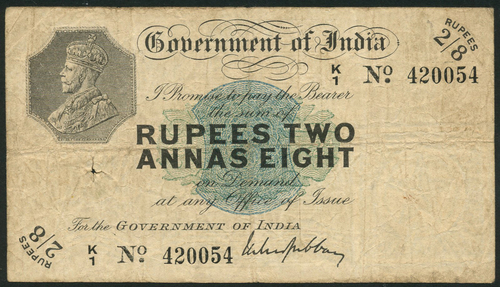 Government of India
RUPEES
2/8
K/1 No. 420054
I Promise to pay the Bearer
the sum of
RUPEES TWO
ANNAS EIGHT
on Demand
at any Office of Issue
For the GOVERNMENT OF INDIA
RUPEES
2/8
K/1 No. 420054